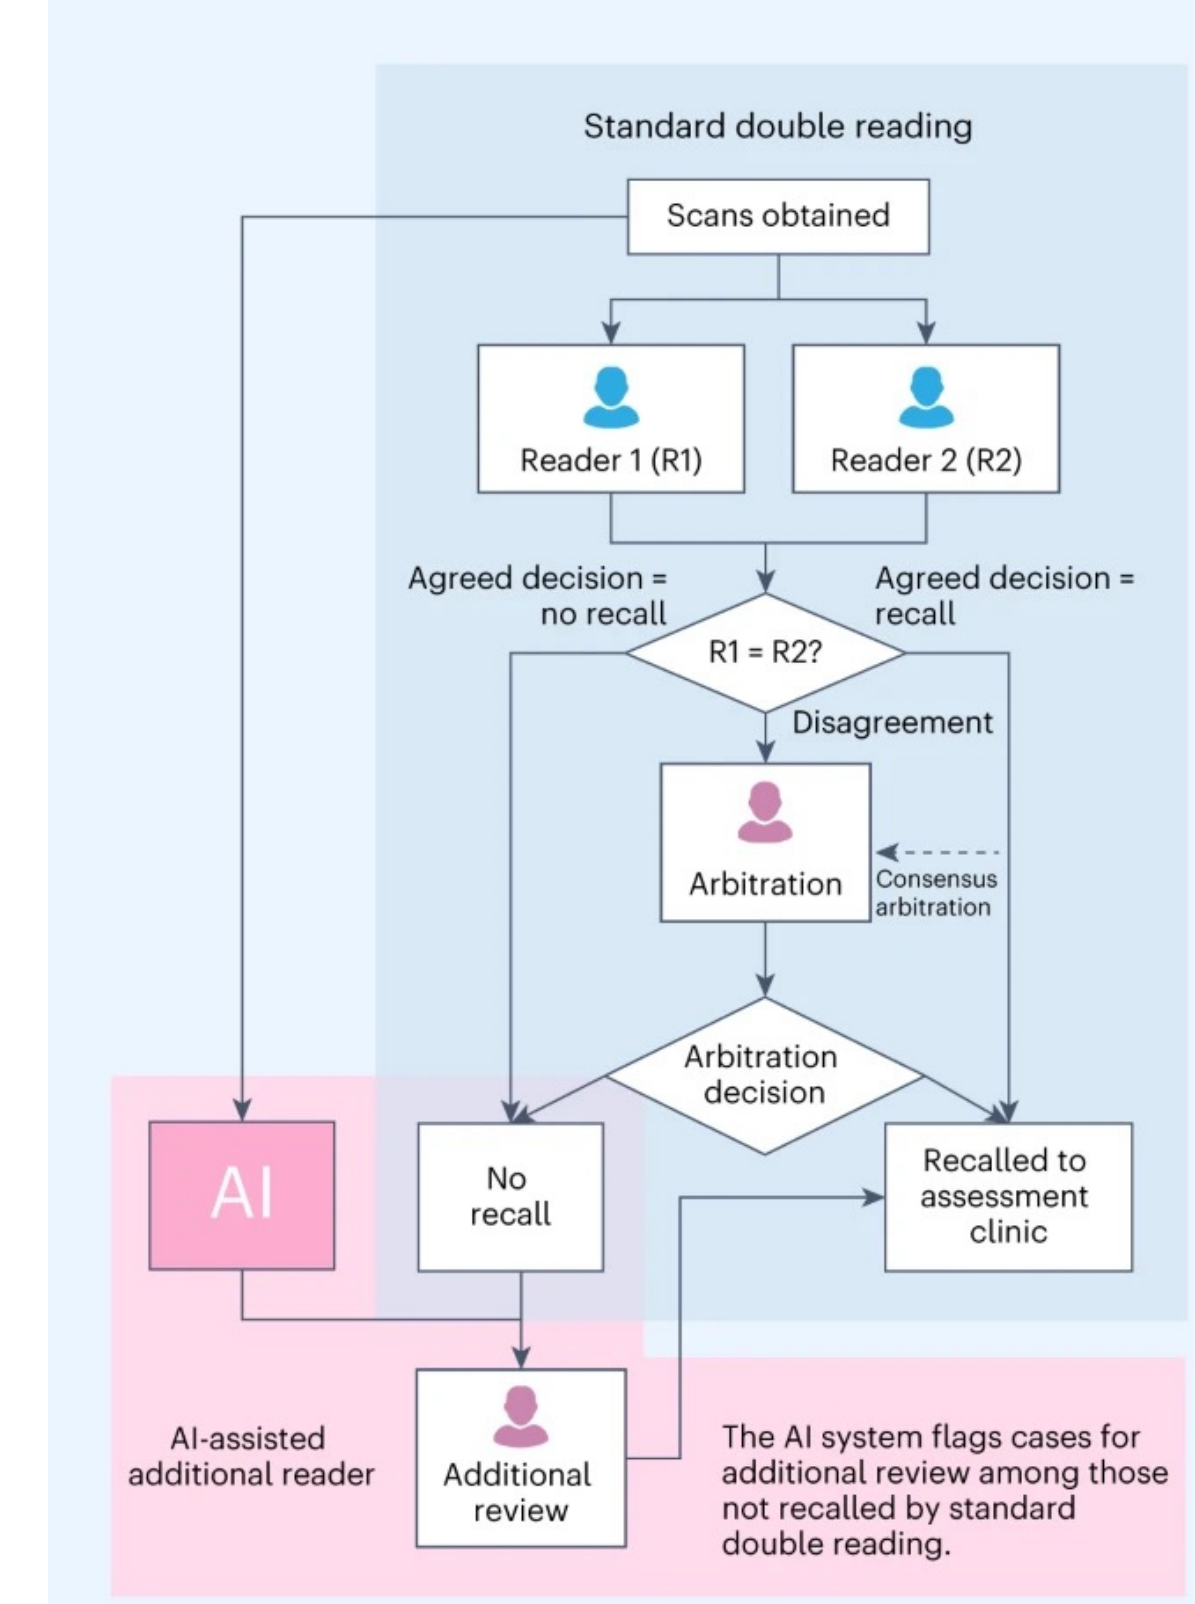 Standard double reading
Scans obtained
Reader 1 (R1)
Reader 2 (R2)
Agreed decision =
no recall
Agreed decision =
recall
R1 = R2?
Disagreement
Arbitration
Consensus
arbitration
Arbitration
decision
AI
No
recall
Recalled to
assessment
clinic
AI-assisted
additional reader
Additional
review
The AI system flags cases for
additional review among those
not recalled by standard
double reading.